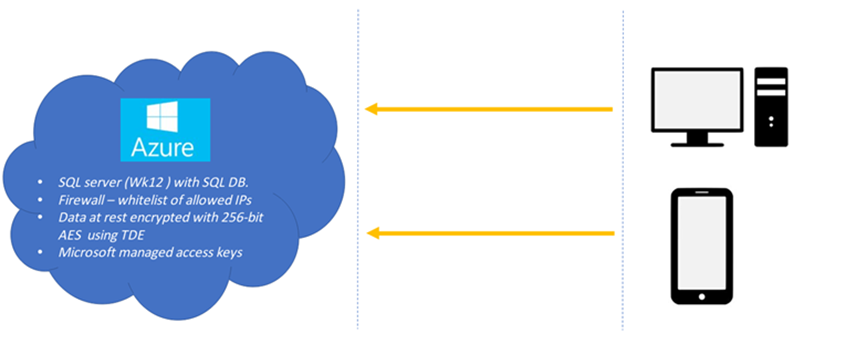 Azure
• SQL server (Wk12 ) with SQL DB.
• Firewall – whitelist of allowed IPs
• Data at rest encrypted with 256-bit
AES using TDE
• Microsoft managed access keys